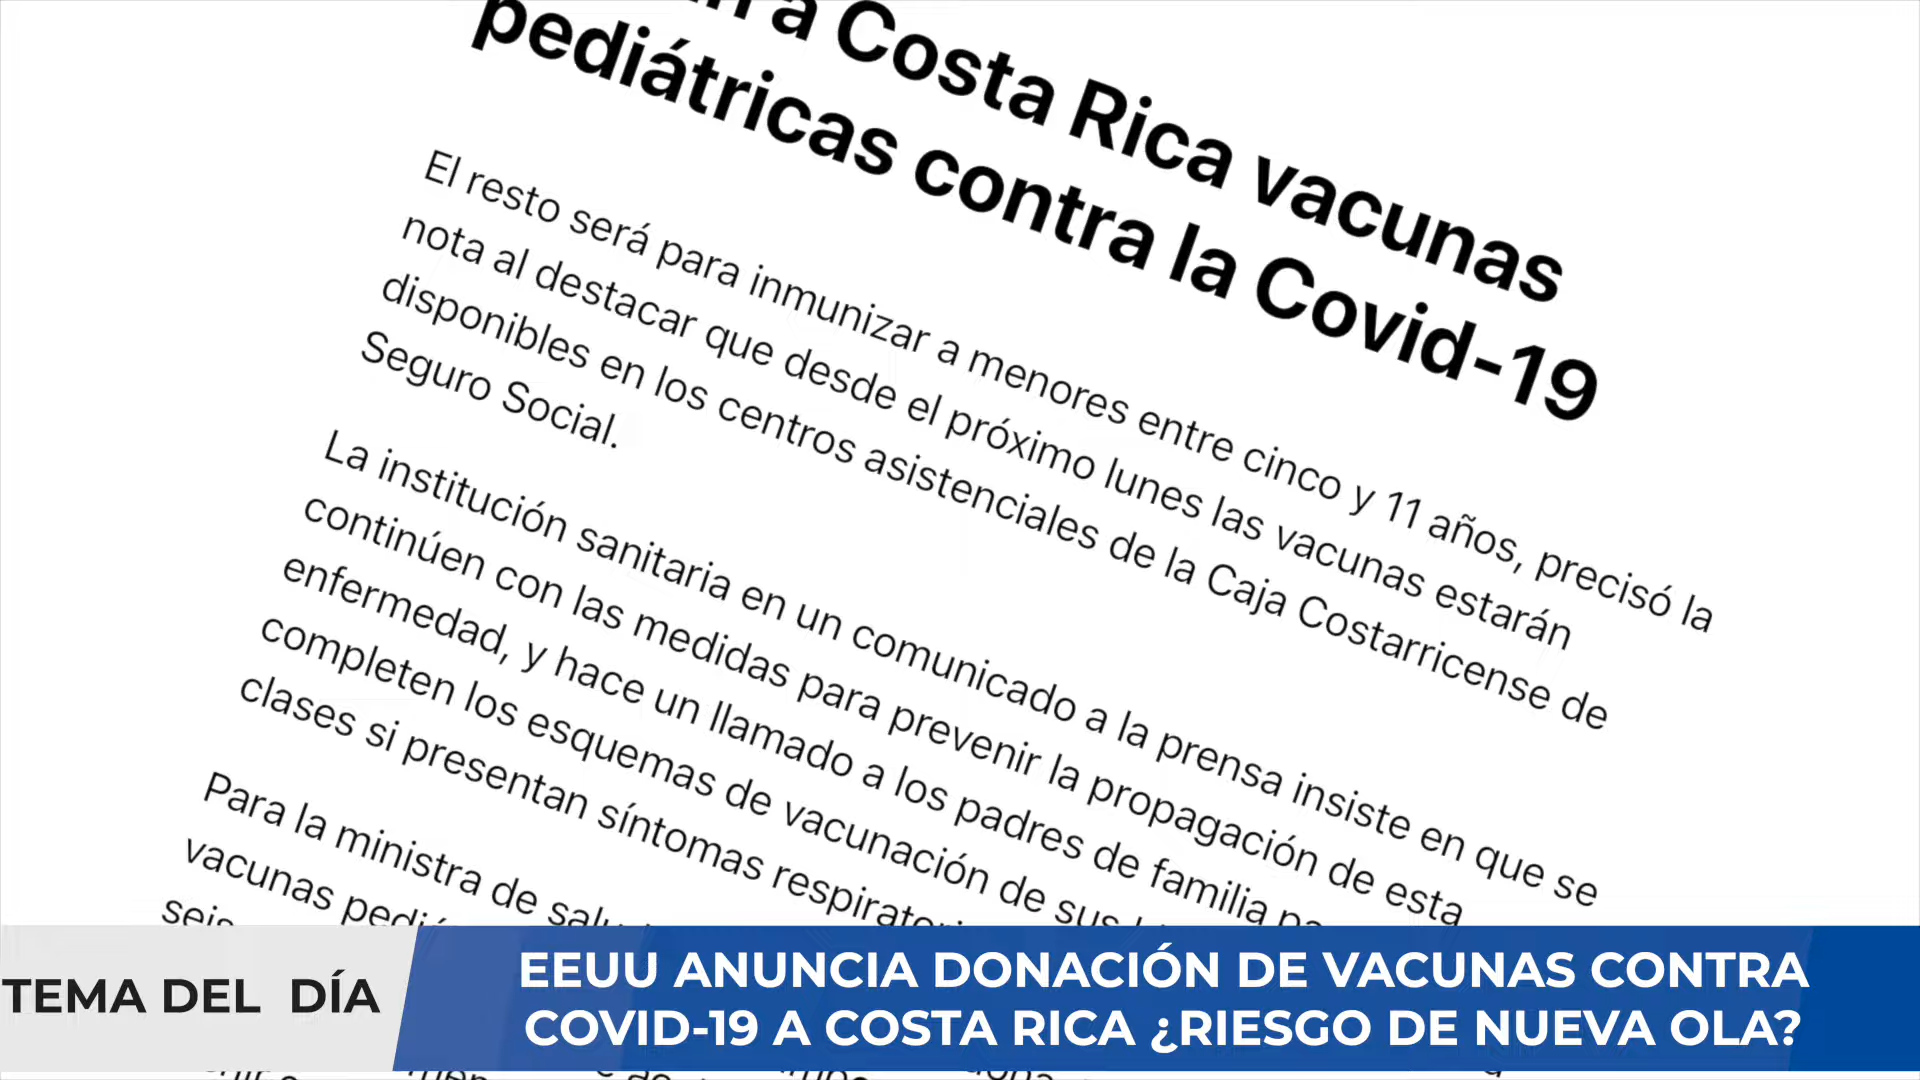 a Costa Rica vacunas
pediátricas contra la Covid-19
El resto será para inmunizar a menores entre cinco y 11 años, precisó la
nota al destacar que desde el próximo lunes las vacunas estarán
disponibles en los centros asistenciales de la Caja Costarricense de
Seguro Social.
La institución sanitaria en un comunicado a la prensa insiste en que se
continúen con las medidas para prevenir la propagación de esta
enfermedad, y hace un llamado a los padres de familia
completen los esquemas de vacunación de sus
clases si presentan síntomas
Para la ministra de
vacunas
TEMA DEL DÍA
EEUU ANUNCIA DONACIÓN DE VACUNAS CONTRA
COVID-19 A COSTA RICA ¿RIESGO DE NUEVA OLA?